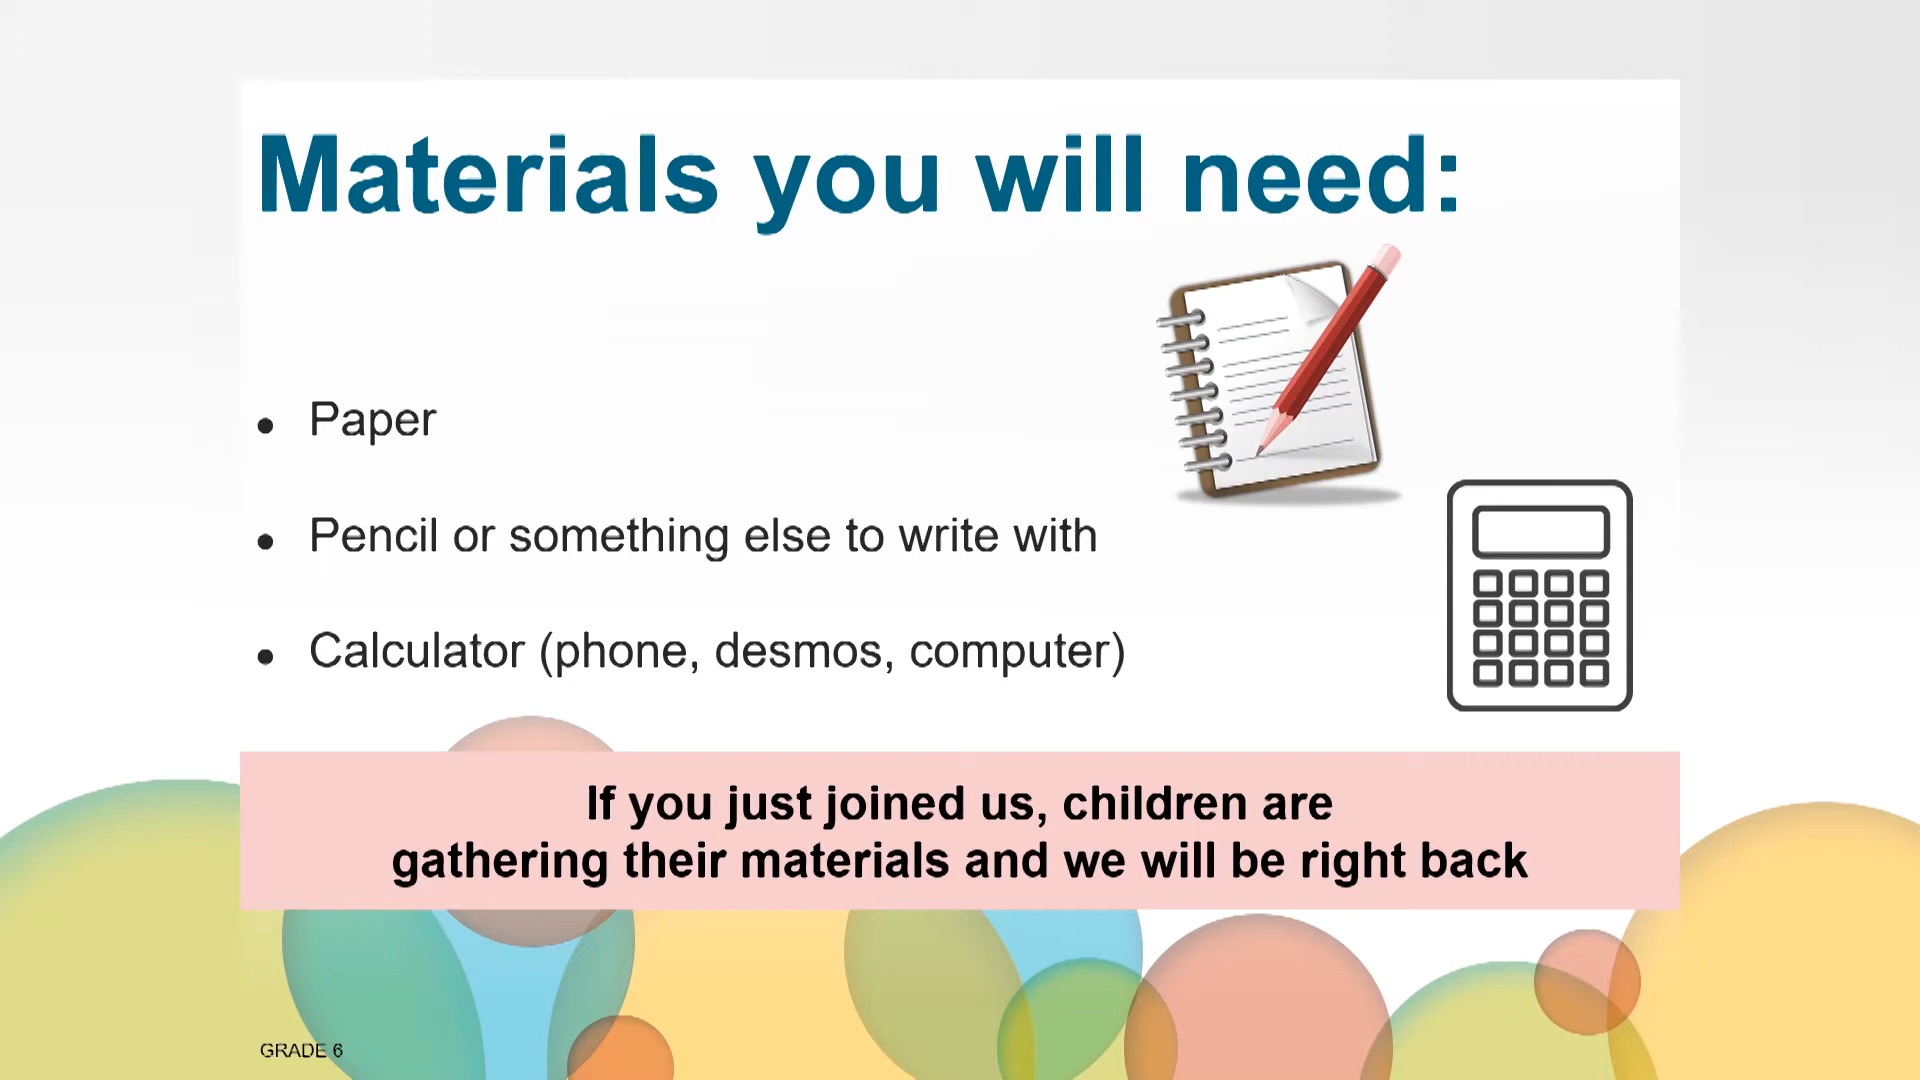 Materials you will need:
● Paper
● Pencil or something else to write with
● Calculator (phone, desmos, computer)
If you just joined us, children are
gathering their materials and we will be right back
GRADE 6